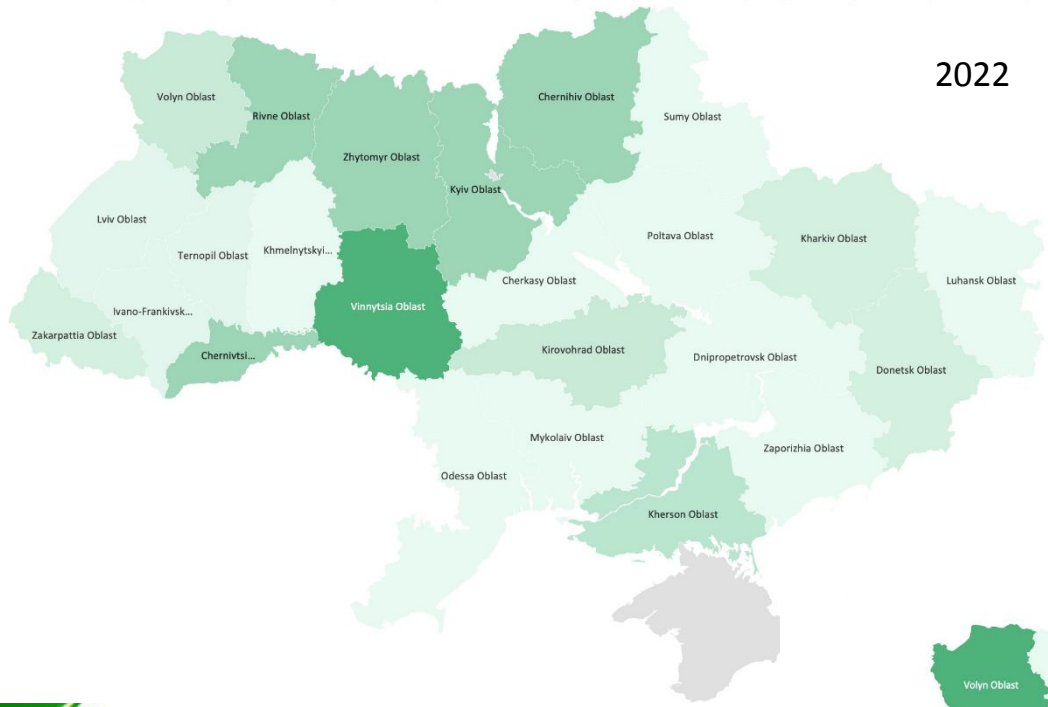 2022
Chernihiv Oblast
Volyn Oblast
Rivne Oblast
Sumy Oblast
Zhytomyr Oblast
Kyiv Oblast
Lviv Oblast
Poltava Oblast
Kharkiv Oblast
Khmelnytskyi...
Ternopil Oblast
Cherkasy Oblast
Luhansk Oblast
Vinnytsia Oblast
Ivano-Frankivsk...
Zakarpattia Oblast
Chernivtsi...
Kirovohrad Oblast
Dnipropetrovsk Oblast
Donetsk Oblast
Mykolaiv Oblast
Zaporizhia Oblast
Odessa Oblast
Kherson Oblast
Volyn Oblast